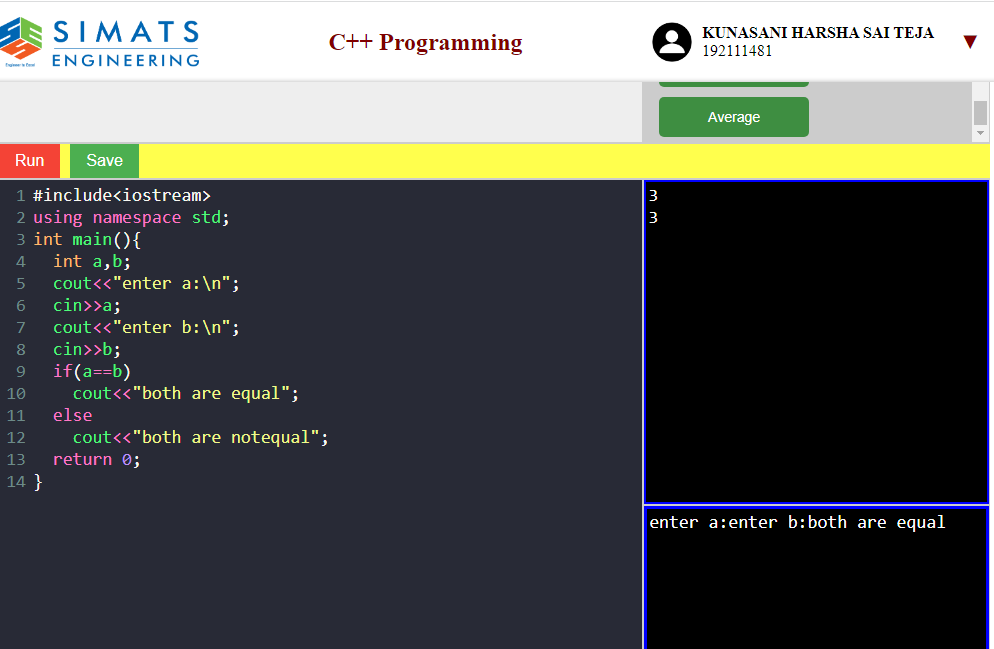 SIMATS
ENGINEERING
Engineer to Excel
C++ Programming
KUNASANI HARSHA SAI TEJA
192111481
Average
Run
Save
1 #include<iostream>
2 using namespace std;
3 int main(){
4   int a,b;
5   cout<<"enter a:\n";
6   cin>>a;
7   cout<<"enter b:\n";
8   cin>>b;
9   if(a==b)
10     cout<<"both are equal";
11   else
12     cout<<"both are notequal";
13   return 0;
14 }
3
3
enter a:enter b:both are equal